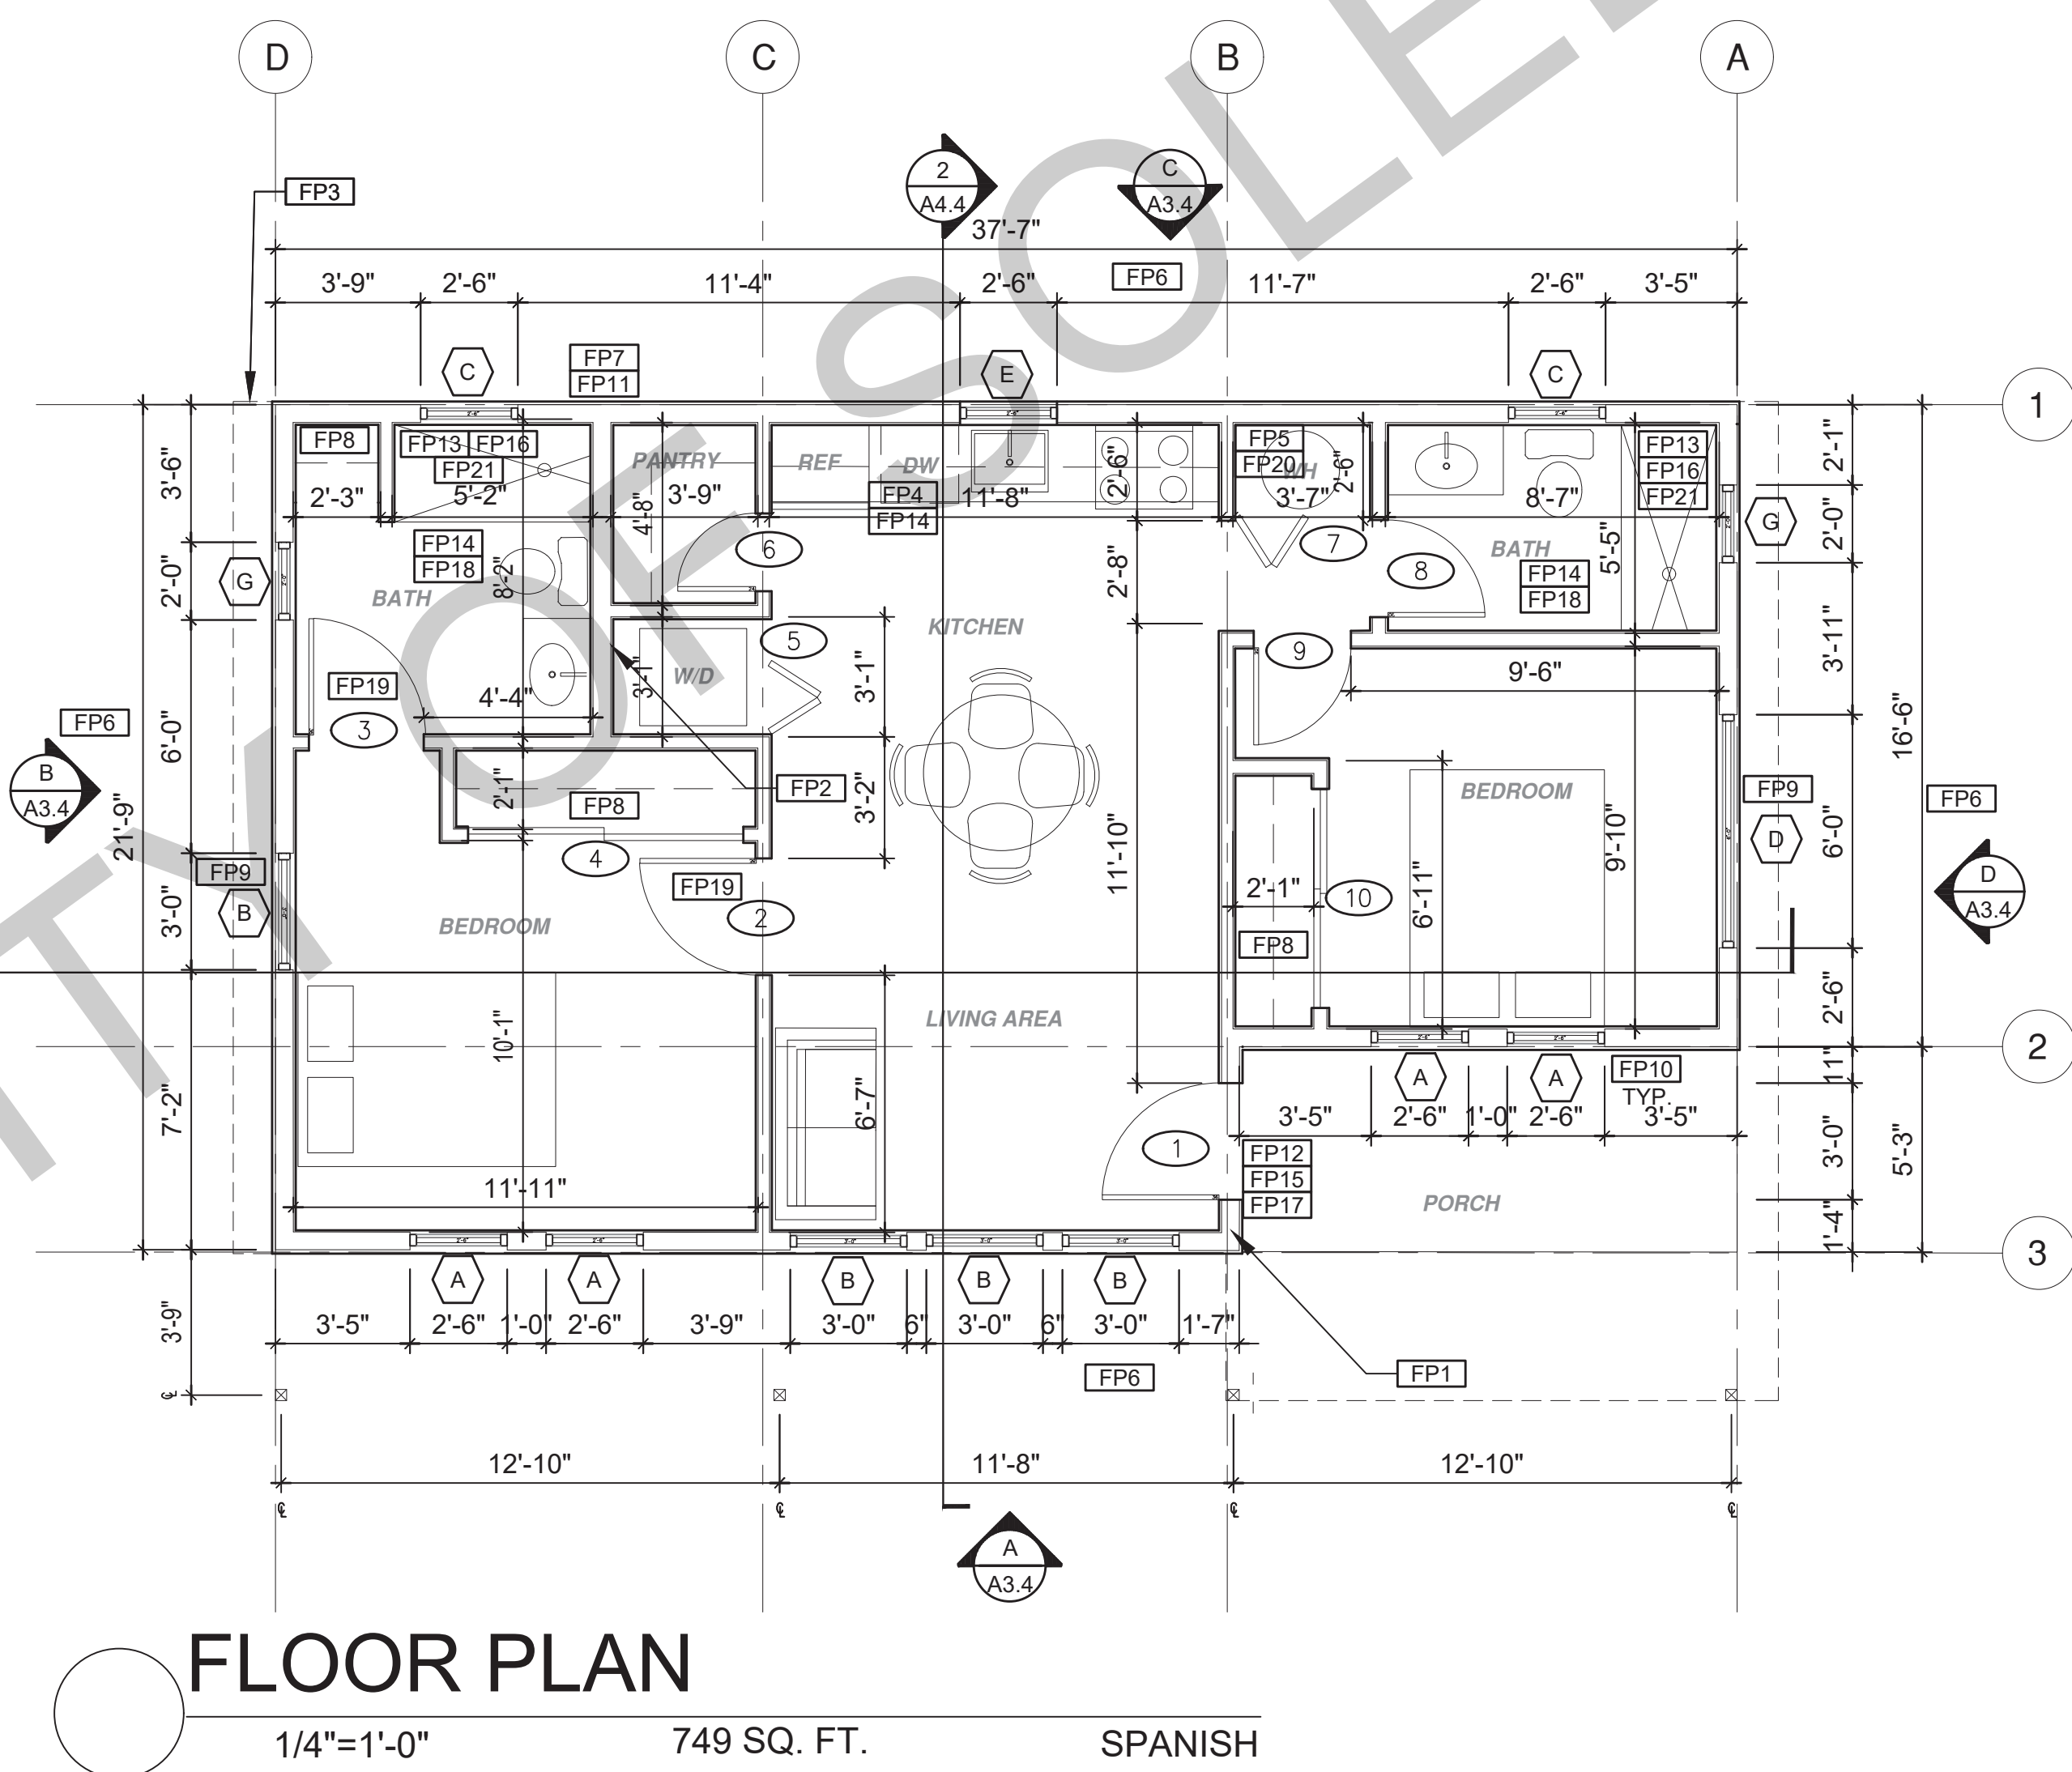 D
C
B
A
FP3
2
A4.4
C
A3.4
37'-7"
3'-9"
2'-6"
11'-4"
2'-6"
FP6
11'-7"
2'-6"
3'-5"
C
FP7
FP11
E
C
1
FP8
FP13
FP16
FP21
PANTRY
REF
DW
FP4
FP14
2'-6"
FP5
FP20
WH
2'-6"
FP13
FP16
FP21
2'-1"
3'-6"
2'-3"
5'-2"
3'-9"
11'-8"
3'-7"
8'-7"
4'-8"
6
7
8
BATH
5'-5"
G
2'-0"
FP14
FP18
8'-2"
2'-8"
FP14
FP18
G
2'-0"
BATH
KITCHEN
5
9
3'-11"
16'-6"
FP19
3
4'-4"
3'-1"
W/D
3'-1"
9'-6"
FP6
B
A3.4
6'-0"
21'-9"
2'-1"
FP8
FP2
3'-2"
BEDROOM
FP9
D
6'-0"
FP6
FP9
B
3'-0"
4
FP19
2
11'-10"
2'-1"
10
6'-11"
9'-10"
D
A3.4
BEDROOM
FP8
LIVING AREA
2'-6"
10'-1"
2
A
A
FP10
TYP.
11"
7'-2"
6'-7"
3'-5"
2'-6"
1'-0"
2'-6"
3'-5"
1
FP12
FP15
FP17
3'-0"
5'-3"
11'-11"
PORCH
1'-4"
3
A
A
B
B
B
3'-9"
3'-5"
2'-6"
1'-0"
2'-6"
3'-9"
3'-0"
6"
3'-0"
6"
3'-0"
1'-7"
FP6
FP1
12'-10"
11'-8"
12'-10"
A
A3.4
FLOOR PLAN
1/4"=1'-0"
749 SQ. FT.
SPANISH
TY OF SOLE